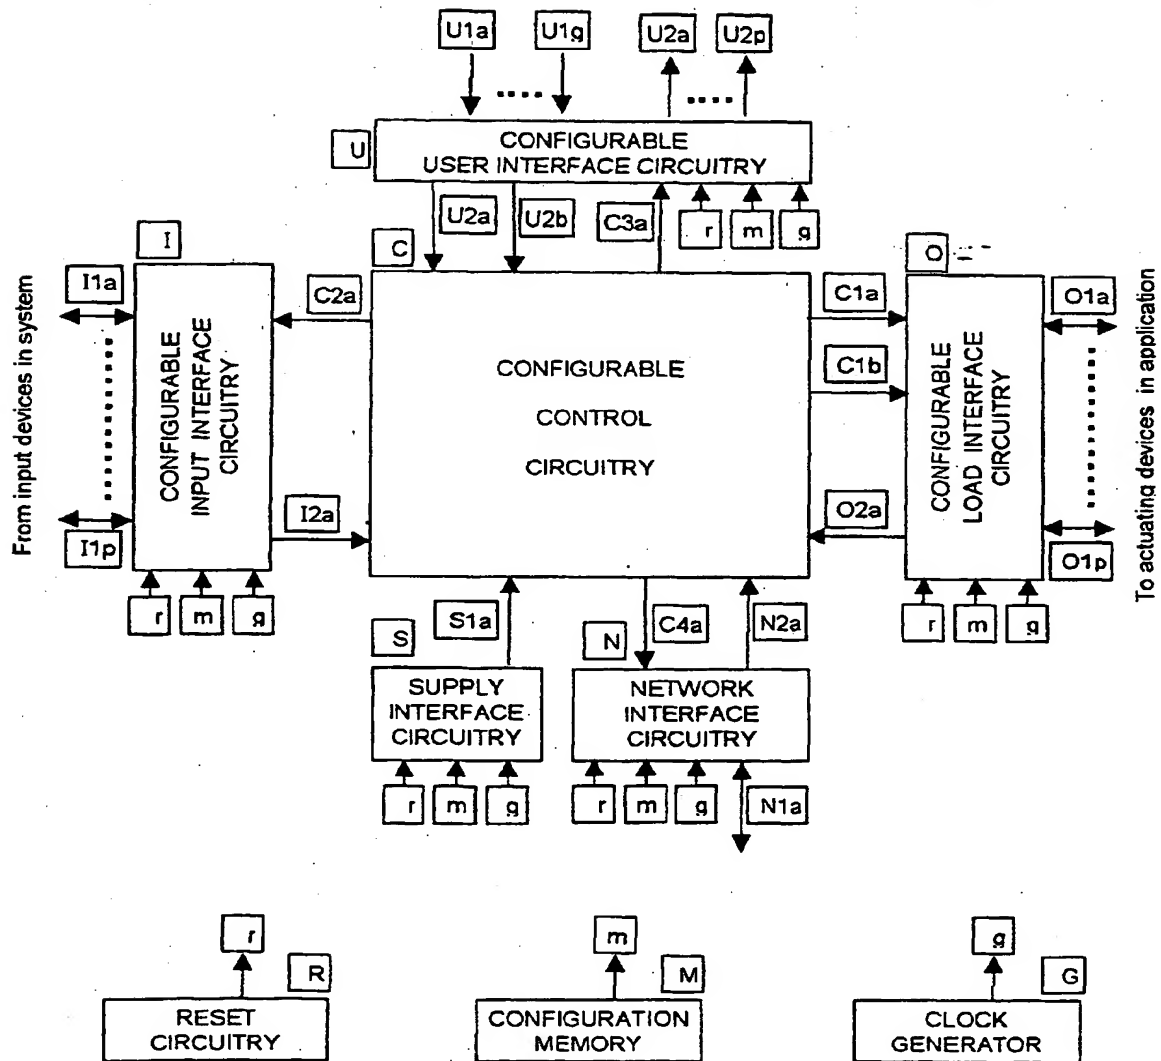 U1a U1g U2a U2p
U CONFIGURABLE
USER INTERFACE CIRCUITRY
U2a U2b C3a r m g
I C O
I1a C2a C1a O1a
From input devices in system
CONFIGURABLE
INPUT INTERFACE
CIRCUITRY
CONFIGURABLE
CONTROL
CIRCUITRY
C1b
CONFIGURABLE
LOAD INTERFACE
CIRCUITRY
To actuating devices in application
I1p I2a O2a O1p
r m g r m g
S S1a N C4a N2a
SUPPLY
INTERFACE
CIRCUITRY
NETWORK
INTERFACE
CIRCUITRY
r m g r m g N1a
r m g
R M G
RESET
CIRCUITRY
CONFIGURATION
MEMORY
CLOCK
GENERATOR